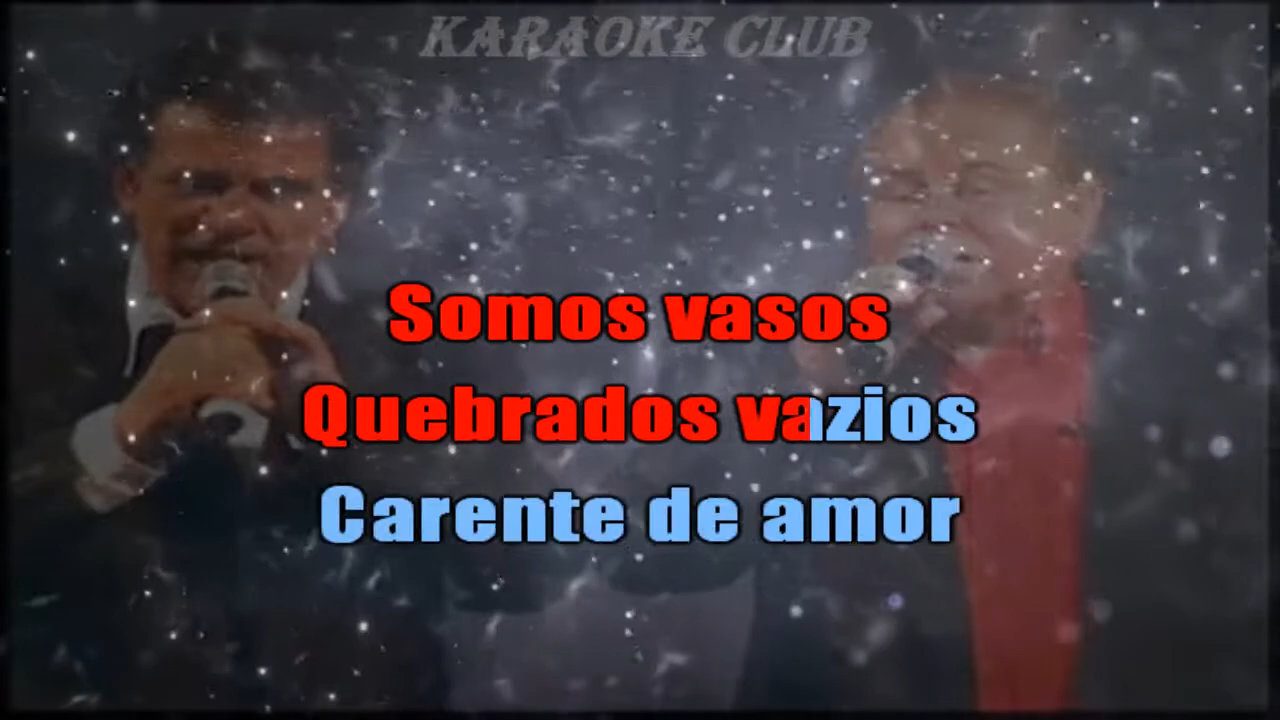 KARAOKE CLUB
Somos vasos
Quebrados vazios
Carente de amor